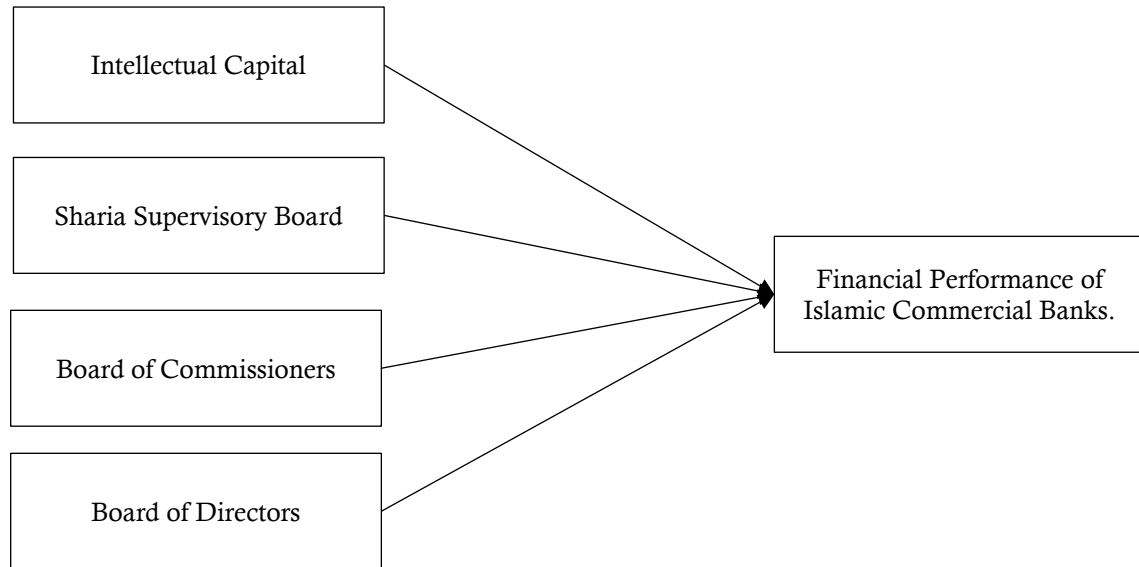 Intellectual Capital
Sharia Supervisory Board
Board of Commissioners
Board of Directors
Financial Performance of
Islamic Commercial Banks.